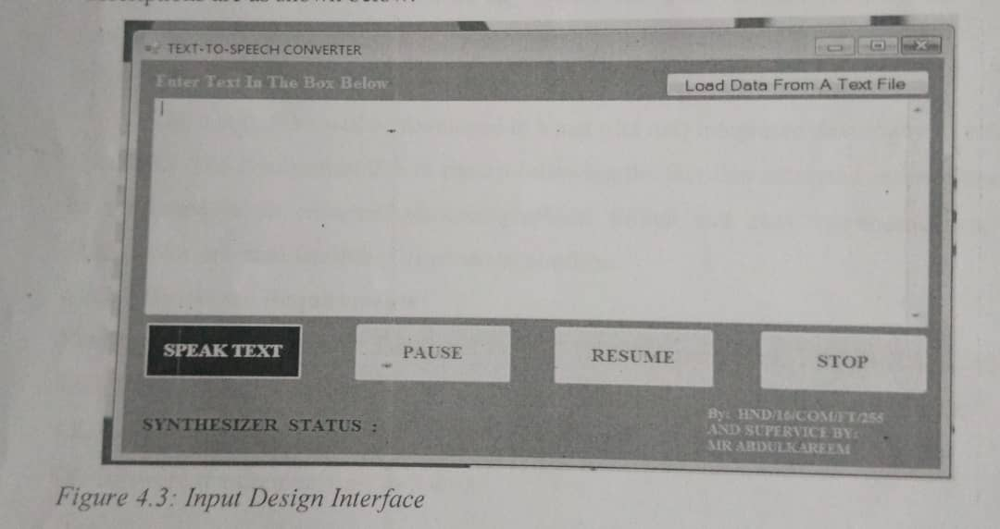 TEXT-TO-SPEECH CONVERTER
Enter Text In The Box Below
Load Data From A Text File
SPEAK TEXT
PAUSE
RESUME
STOP
SYNTHESIZER STATUS :
By: HND/16/COM/FT/255
AND SUPERVICE BY:
MR ABDULKAREEM
Figure 4.3: Input Design Interface